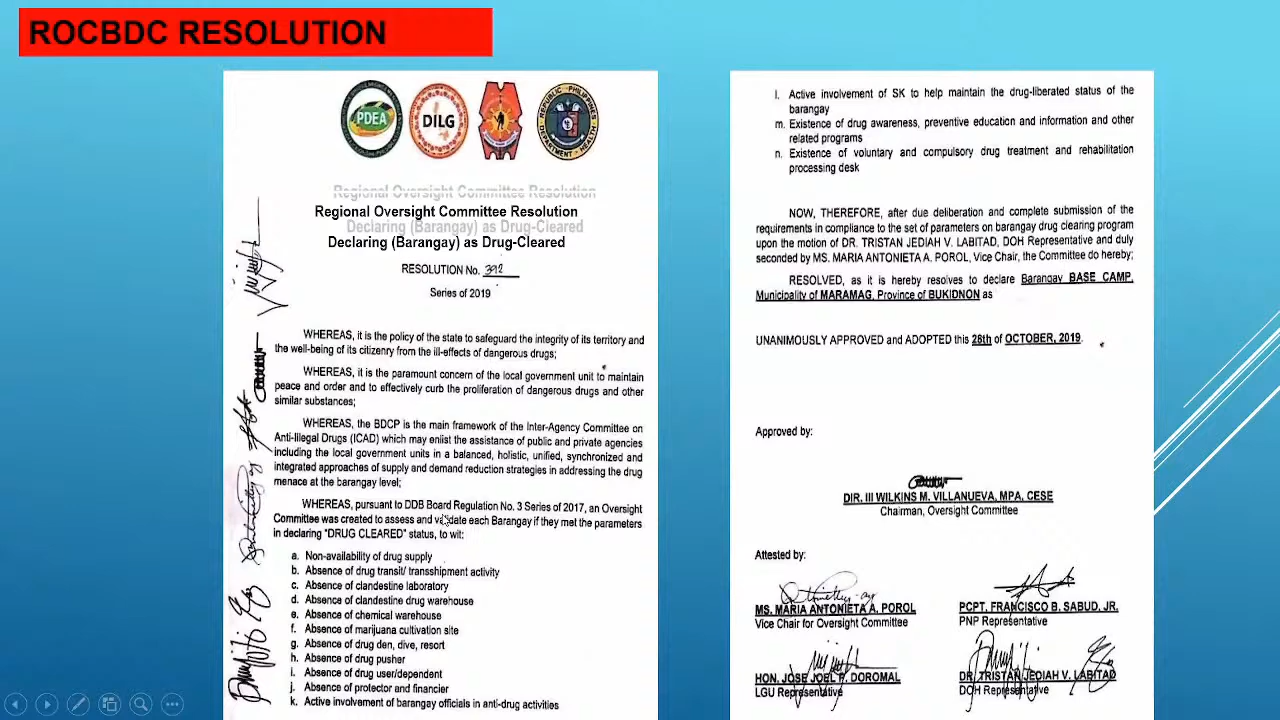 ROCBDC RESOLUTION
PDEA
DILG
Regional Oversight Committee Resolution
Regional Oversight Committee Resolution
Declaring (Barangay) as Drug-Cleared
Declaring (Barangay) as Drug-Cleared
RESOLUTION No. 392
Series of 2019
WHEREAS, it is the policy of the state to safeguard the integrity of its territory and
the well-being of its citizenry from the ill-effects of dangerous drugs;
WHEREAS, it is the paramount concern of the local government unit to maintain
peace and order and to effectively curb the proliferation of dangerous drugs and other
similar substances;
WHEREAS, the BDCP is the main framework of the Inter-Agency Committee on
Anti-Illegal Drugs (ICAD) which may enlist the assistance of public and private agencies
including the local government units in a balanced, holistic, unified, synchronized and
integrated approaches of supply and demand reduction strategies in addressing the drug
menace at the barangay level;
WHEREAS, pursuant to DDB Board Regulation No. 3 Series of 2017, an Oversight
Committee was created to assess and validate each Barangay if they met the parameters
in declaring "DRUG CLEARED" status, to wit:
a. Non-availability of drug supply
b. Absence of drug transit/ transshipment activity
c. Absence of clandestine laboratory
d. Absence of clandestine drug warehouse
e. Absence of chemical warehouse
f. Absence of marijuana cultivation site
g. Absence of drug den, dive, resort
h. Absence of drug pusher
i. Absence of drug user/dependent
j. Absence of protector and financier
k. Active involvement of barangay officials in anti-drug activities
l. Active involvement of SK to help maintain the drug-liberated status of the
barangay
m. Existence of drug awareness, preventive education and information and other
related programs
n. Existence of voluntary and compulsory drug treatment and rehabilitation
processing desk
NOW, THEREFORE, after due deliberation and complete submission of the
requirements in compliance to the set of parameters on barangay drug clearing program
upon the motion of DR. TRISTAN JEDIAH V. LABITAD, DOH Representative and duly
seconded by MS. MARIA ANTONIETA A. POROL, Vice Chair, the Committee do hereby;
RESOLVED, as it is hereby resolves to declare Barangay BASE CAMP,
Municipality of MARAMAG, Province of BUKIDNON as
UNANIMOUSLY APPROVED and ADOPTED this 28th of OCTOBER, 2019.
Approved by:
DIR. III WILKINS M. VILLANUEVA, MPA, CESE
Chairman, Oversight Committee
Attested by:
MS. MARIA ANTONIETA A. POROL
Vice Chair for Oversight Committee
PCPT. FRANCISCO B. SABUD, JR.
PNP Representative
HON. JOSE JOEL P. DOROMAL
LGU Representative
DR. TRISTAN JEDIAH V. LABITAD
DOH Representative